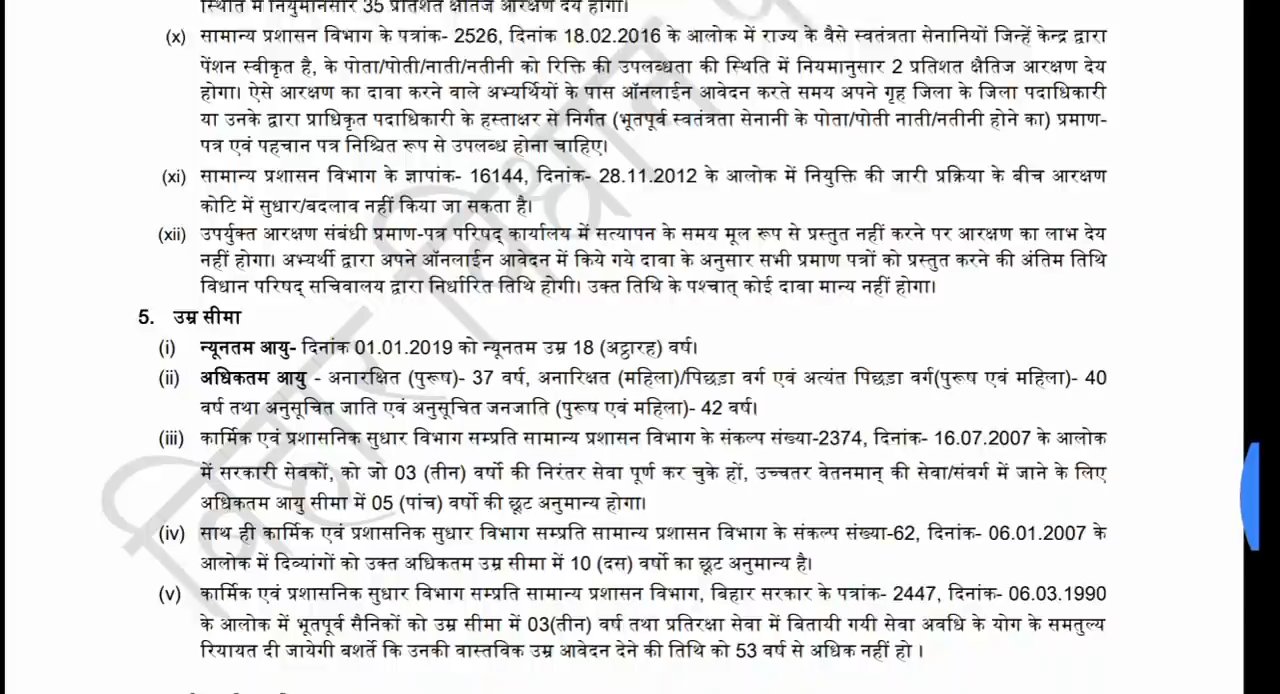 स्थिति में नियुमानसार 35 प्रतिशत क्षैतिज आरक्षण देय होगा।
(x) सामान्य प्रशासन विभाग के पत्रांक- 2526, दिनांक 18.02.2016 के आलोक में राज्य के वैसे स्वतंत्रता सेनानियों जिन्हें केन्द्र द्वारा
पेंशन स्वीकृत है, के पोता/पोती/नाती/नतीनी को रिक्ति की उपलब्धता की स्थिति में नियमानुसार 2 प्रतिशत क्षैतिज आरक्षण देय
होगा। ऐसे आरक्षण का दावा करने वाले अभ्यर्थियों के पास ऑनलाईन आवेदन करते समय अपने गृह जिला के जिला पदाधिकारी
या उनके द्वारा प्राधिकृत पदाधिकारी के हस्ताक्षर से निर्गत (भूतपूर्व स्वतंत्रता सेनानी के पोता/पोती नाती/नतीनी होने का) प्रमाण-
पत्र एवं पहचान पत्र निश्चित रूप से उपलब्ध होना चाहिए।
(xi) सामान्य प्रशासन विभाग के ज्ञापांक- 16144, दिनांक- 28.11.2012 के आलोक में नियुक्ति की जारी प्रक्रिया के बीच आरक्षण
कोटि में सुधार/बदलाव नहीं किया जा सकता है।
(xii) उपर्युक्त आरक्षण संबंधी प्रमाण-पत्र परिषद् कार्यालय में सत्यापन के समय मूल रूप से प्रस्तुत नहीं करने पर आरक्षण का लाभ देय
नहीं होगा। अभ्यर्थी द्वारा अपने ऑनलाईन आवेदन में किये गये दावा के अनुसार सभी प्रमाण पत्रों को प्रस्तुत करने की अंतिम तिथि
विधान परिषद् सचिवालय द्वारा निर्धारित तिथि होगी। उक्त तिथि के पश्चात् कोई दावा मान्य नहीं होगा।
5. उम्र सीमा
(i) न्यूनतम आयु- दिनांक 01.01.2019 को न्यूनतम उम्र 18 (अट्ठारह) वर्ष।
(ii) अधिकतम आयु - अनारक्षित (पुरूष)- 37 वर्ष, अनारिक्षत (महिला)/पिछड़ा वर्ग एवं अत्यंत पिछड़ा वर्ग(पुरूष एवं महिला)- 40
वर्ष तथा अनुसूचित जाति एवं अनुसूचित जनजाति (पुरूष एवं महिला)- 42 वर्ष।
(iii) कार्मिक एवं प्रशासनिक सुधार विभाग सम्प्रति सामान्य प्रशासन विभाग के संकल्प संख्या-2374, दिनांक- 16.07.2007 के आलोक
में सरकारी सेवकों, को जो 03 (तीन) वर्षो की निरंतर सेवा पूर्ण कर चुके हों, उच्चतर वेतनमान् की सेवा/संवर्ग में जाने के लिए
अधिकतम आयु सीमा में 05 (पांच) वर्षो की छूट अनुमान्य होगा।
(iv) साथ ही कार्मिक एवं प्रशासनिक सुधार विभाग सम्प्रति सामान्य प्रशासन विभाग के संकल्प संख्या-62, दिनांक- 06.01.2007 के
आलोक में दिव्यांगों को उक्त अधिकतम उम्र सीमा में 10 (दस) वर्षो का छूट अनुमान्य है।
(v) कार्मिक एवं प्रशासनिक सुधार विभाग सम्प्रति सामान्य प्रशासन विभाग, बिहार सरकार के पत्रांक- 2447, दिनांक- 06.03.1990
के आलोक में भूतपूर्व सैनिकों को उम्र सीमा में 03(तीन) वर्ष तथा प्रतिरक्षा सेवा में बितायी गयी सेवा अवधि के योग के समतुल्य
रियायत दी जायेगी बशर्ते कि उनकी वास्तविक उम्र आवेदन देने की तिथि को 53 वर्ष से अधिक नहीं हो ।
बिहार विधान प